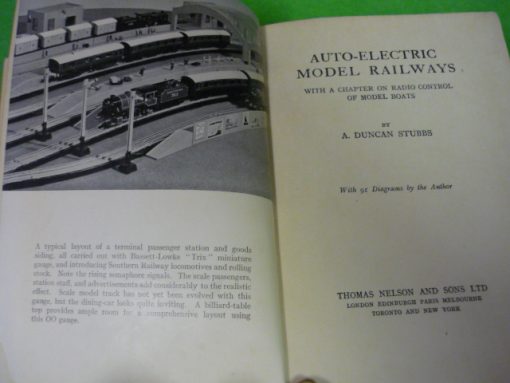 A typical layout of a terminal passenger station and goods
siding, all carried out with Bassett-Lowke "Trix" miniature
gauge, and introducing Southern Railway locomotives and rolling
stock. Note the rising semaphore signals. The scale passengers,
station staff, and advertisements add considerably to the realistic
effect. Scale model track has not yet been evolved with this
gauge, but the dining-car looks quite inviting. A billiard-table
top provides ample room for a comprehensive layout using
this OO gauge.
AUTO-ELECTRIC
MODEL RAILWAYS
WITH A CHAPTER ON RADIO CONTROL
OF MODEL BOATS
BY
A. DUNCAN STUBBS
With 91 Diagrams by the Author
THOMAS NELSON AND SONS LTD
LONDON EDINBURGH PARIS MELBOURNE
TORONTO AND NEW YORK